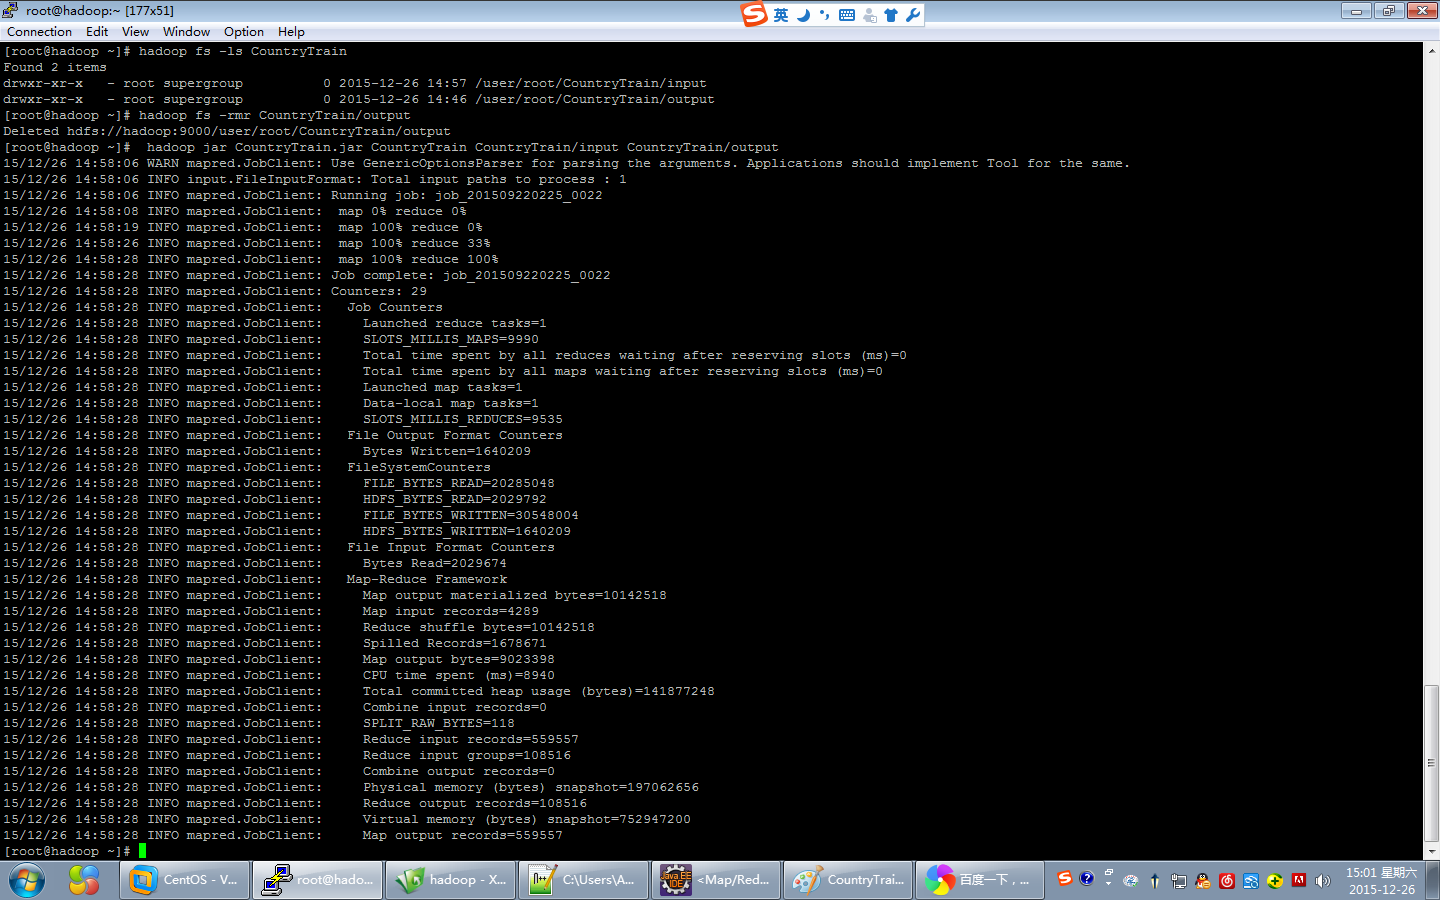 root@hadoop:~ [177x51]
英
Connection Edit View Window Option Help
[root@hadoop ~]# hadoop fs -ls CountryTrain
Found 2 items
drwxr-xr-x   - root supergroup          0 2015-12-26 14:57 /user/root/CountryTrain/input
drwxr-xr-x   - root supergroup          0 2015-12-26 14:46 /user/root/CountryTrain/output
[root@hadoop ~]# hadoop fs -rmr CountryTrain/output
Deleted hdfs://hadoop:9000/user/root/CountryTrain/output
[root@hadoop ~]#  hadoop jar CountryTrain.jar CountryTrain CountryTrain/input CountryTrain/output
15/12/26 14:58:06 WARN mapred.JobClient: Use GenericOptionsParser for parsing the arguments. Applications should implement Tool for the same.
15/12/26 14:58:06 INFO input.FileInputFormat: Total input paths to process : 1
15/12/26 14:58:06 INFO mapred.JobClient: Running job: job_201509220225_0022
15/12/26 14:58:08 INFO mapred.JobClient:  map 0% reduce 0%
15/12/26 14:58:19 INFO mapred.JobClient:  map 100% reduce 0%
15/12/26 14:58:26 INFO mapred.JobClient:  map 100% reduce 33%
15/12/26 14:58:28 INFO mapred.JobClient:  map 100% reduce 100%
15/12/26 14:58:28 INFO mapred.JobClient: Job complete: job_201509220225_0022
15/12/26 14:58:28 INFO mapred.JobClient: Counters: 29
15/12/26 14:58:28 INFO mapred.JobClient:   Job Counters
15/12/26 14:58:28 INFO mapred.JobClient:     Launched reduce tasks=1
15/12/26 14:58:28 INFO mapred.JobClient:     SLOTS_MILLIS_MAPS=9990
15/12/26 14:58:28 INFO mapred.JobClient:     Total time spent by all reduces waiting after reserving slots (ms)=0
15/12/26 14:58:28 INFO mapred.JobClient:     Total time spent by all maps waiting after reserving slots (ms)=0
15/12/26 14:58:28 INFO mapred.JobClient:     Launched map tasks=1
15/12/26 14:58:28 INFO mapred.JobClient:     Data-local map tasks=1
15/12/26 14:58:28 INFO mapred.JobClient:     SLOTS_MILLIS_REDUCES=9535
15/12/26 14:58:28 INFO mapred.JobClient:   File Output Format Counters
15/12/26 14:58:28 INFO mapred.JobClient:     Bytes Written=1640209
15/12/26 14:58:28 INFO mapred.JobClient:   FileSystemCounters
15/12/26 14:58:28 INFO mapred.JobClient:     FILE_BYTES_READ=20285048
15/12/26 14:58:28 INFO mapred.JobClient:     HDFS_BYTES_READ=2029792
15/12/26 14:58:28 INFO mapred.JobClient:     FILE_BYTES_WRITTEN=30548004
15/12/26 14:58:28 INFO mapred.JobClient:     HDFS_BYTES_WRITTEN=1640209
15/12/26 14:58:28 INFO mapred.JobClient:   File Input Format Counters
15/12/26 14:58:28 INFO mapred.JobClient:     Bytes Read=2029674
15/12/26 14:58:28 INFO mapred.JobClient:   Map-Reduce Framework
15/12/26 14:58:28 INFO mapred.JobClient:     Map output materialized bytes=10142518
15/12/26 14:58:28 INFO mapred.JobClient:     Map input records=4289
15/12/26 14:58:28 INFO mapred.JobClient:     Reduce shuffle bytes=10142518
15/12/26 14:58:28 INFO mapred.JobClient:     Spilled Records=1678671
15/12/26 14:58:28 INFO mapred.JobClient:     Map output bytes=9023398
15/12/26 14:58:28 INFO mapred.JobClient:     CPU time spent (ms)=8940
15/12/26 14:58:28 INFO mapred.JobClient:     Total committed heap usage (bytes)=141877248
15/12/26 14:58:28 INFO mapred.JobClient:     Combine input records=0
15/12/26 14:58:28 INFO mapred.JobClient:     SPLIT_RAW_BYTES=118
15/12/26 14:58:28 INFO mapred.JobClient:     Reduce input records=559557
15/12/26 14:58:28 INFO mapred.JobClient:     Reduce input groups=108516
15/12/26 14:58:28 INFO mapred.JobClient:     Combine output records=0
15/12/26 14:58:28 INFO mapred.JobClient:     Physical memory (bytes) snapshot=197062656
15/12/26 14:58:28 INFO mapred.JobClient:     Reduce output records=108516
15/12/26 14:58:28 INFO mapred.JobClient:     Virtual memory (bytes) snapshot=752947200
15/12/26 14:58:28 INFO mapred.JobClient:     Map output records=559557
[root@hadoop ~]#
CentOS - V... root@hado... hadoop - X... C:\Users\A... <Map/Red... CountryTrai... 百度一下，... 15:01 星期六
2015-12-26